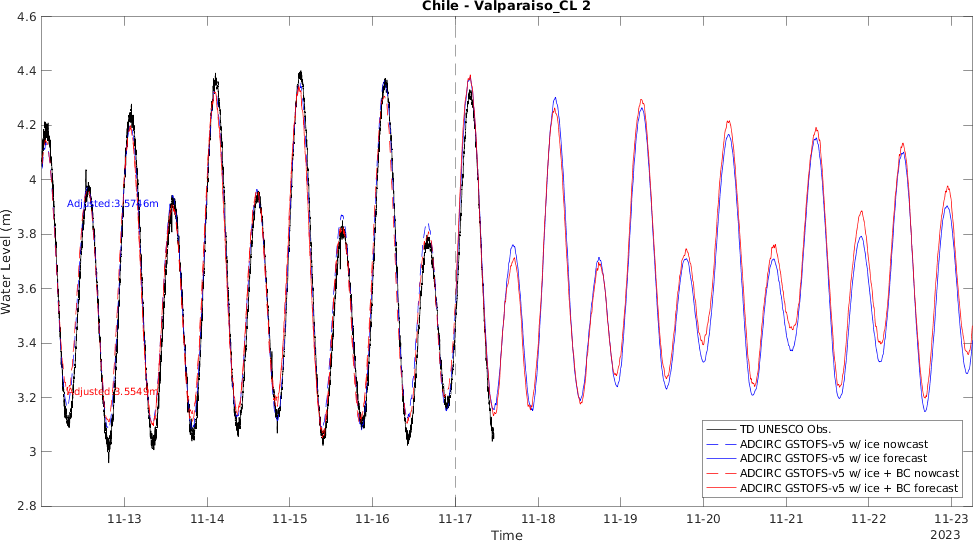 Chile - Valparaiso_CL 2
4.6
4.4
4.2
4
3.8
3.6
3.4
3.2
3
2.8
Water Level (m)
Adjusted:3.5746m
Adjusted:3.5549m
TD UNESCO Obs.
ADCIRC GSTOFS-v5 w/ ice nowcast
ADCIRC GSTOFS-v5 w/ ice forecast
ADCIRC GSTOFS-v5 w/ ice + BC nowcast
ADCIRC GSTOFS-v5 w/ ice + BC forecast
11-13 11-14 11-15 11-16 11-17 11-18 11-19 11-20 11-21 11-22 11-23
Time
2023